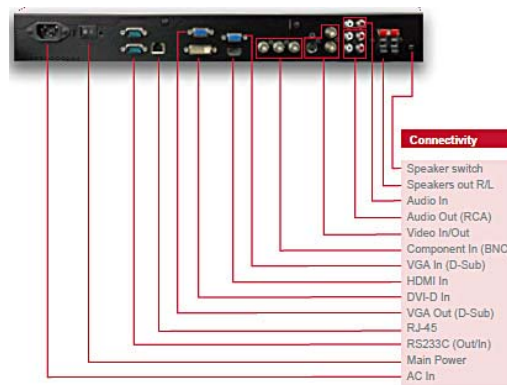 Connectivity
Speaker switch
Speakers out R/L
Audio In
Audio Out (RCA)
Video In/Out
Component In (BNC
VGA In (D-Sub)
HDMI In
DVI-D In
VGA Out (D-Sub)
RJ-45
RS233C (Out/In)
Main Power
AC In